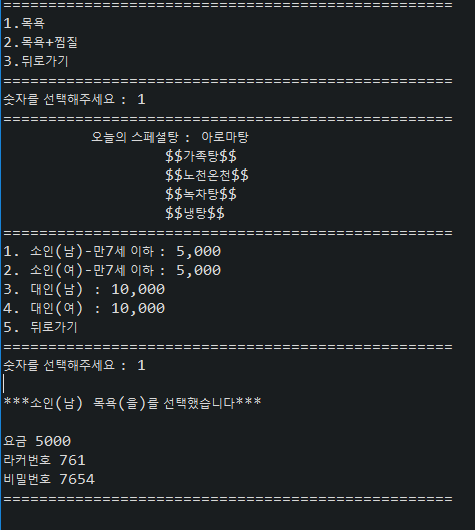 ==================================================
1.목욕
2.목욕+찜질
3.뒤로가기
==================================================
숫자를 선택해주세요 : 1
==================================================
오늘의 스페셜탕 : 아로마탕
$$가족탕$$
$$노천온천$$
$$녹차탕$$
$$냉탕$$
==================================================
1. 소인(남)-만7세 이하 : 5,000
2. 소인(여)-만7세 이하 : 5,000
3. 대인(남) : 10,000
4. 대인(여) : 10,000
5. 뒤로가기
==================================================
숫자를 선택해주세요 : 1
***소인(남) 목욕(을)를 선택했습니다***
요금 5000
라커번호 761
비밀번호 7654
==================================================